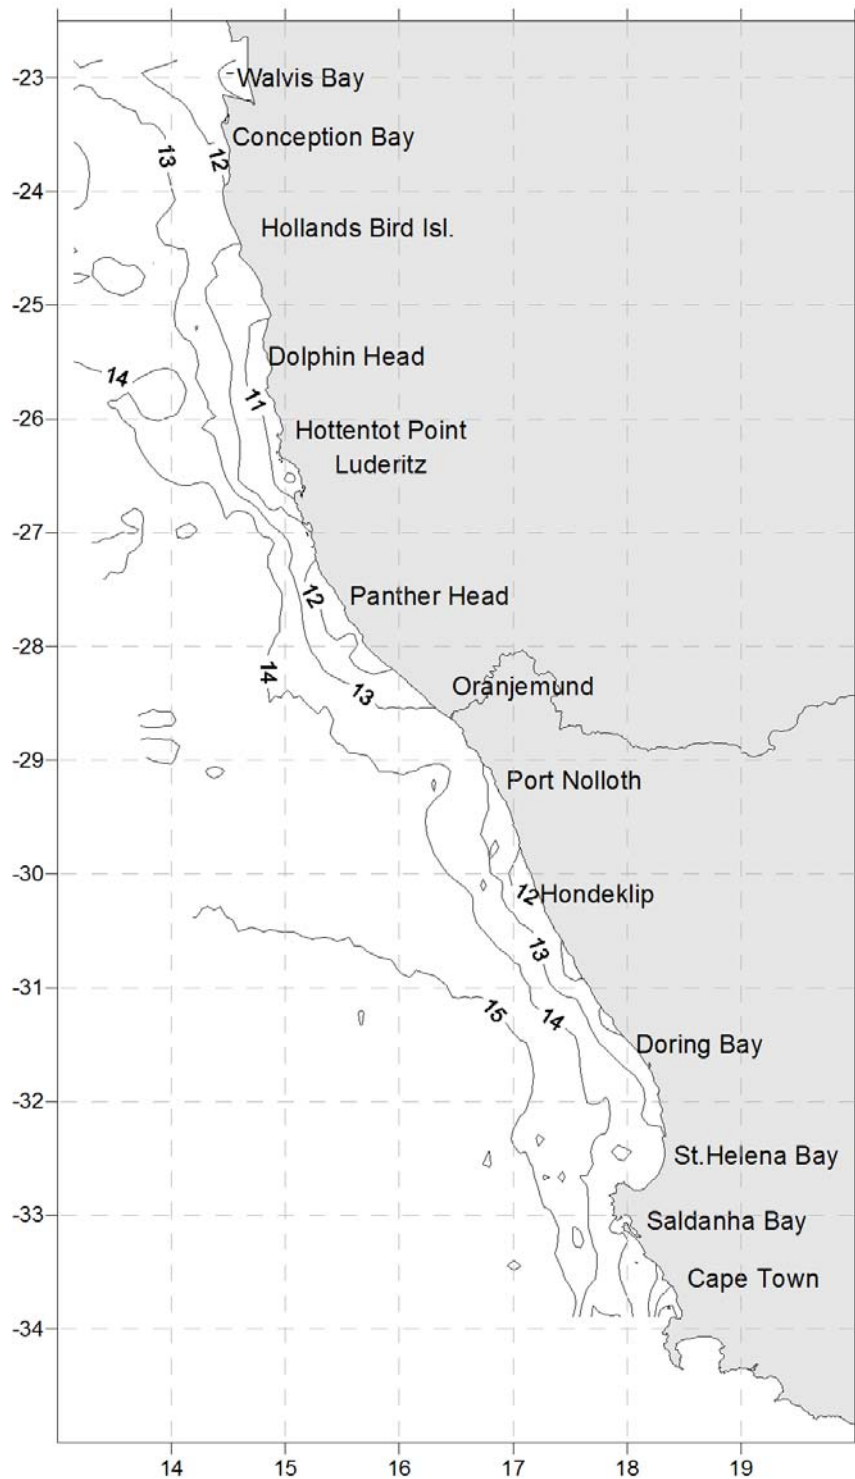 -23
Walvis Bay
Conception Bay
13
12
-24
Hollands Bird Isl.
-25
Dolphin Head
14
11
-26
Hottentot Point
Luderitz
-27
12
Panther Head
-28
14
13
Oranjemund
-29
Port Nolloth
-30
12
Hondeklip
13
-31
15
14
Doring Bay
-32
St.Helena Bay
-33
Saldanha Bay
Cape Town
-34
14 15 16 17 18 19